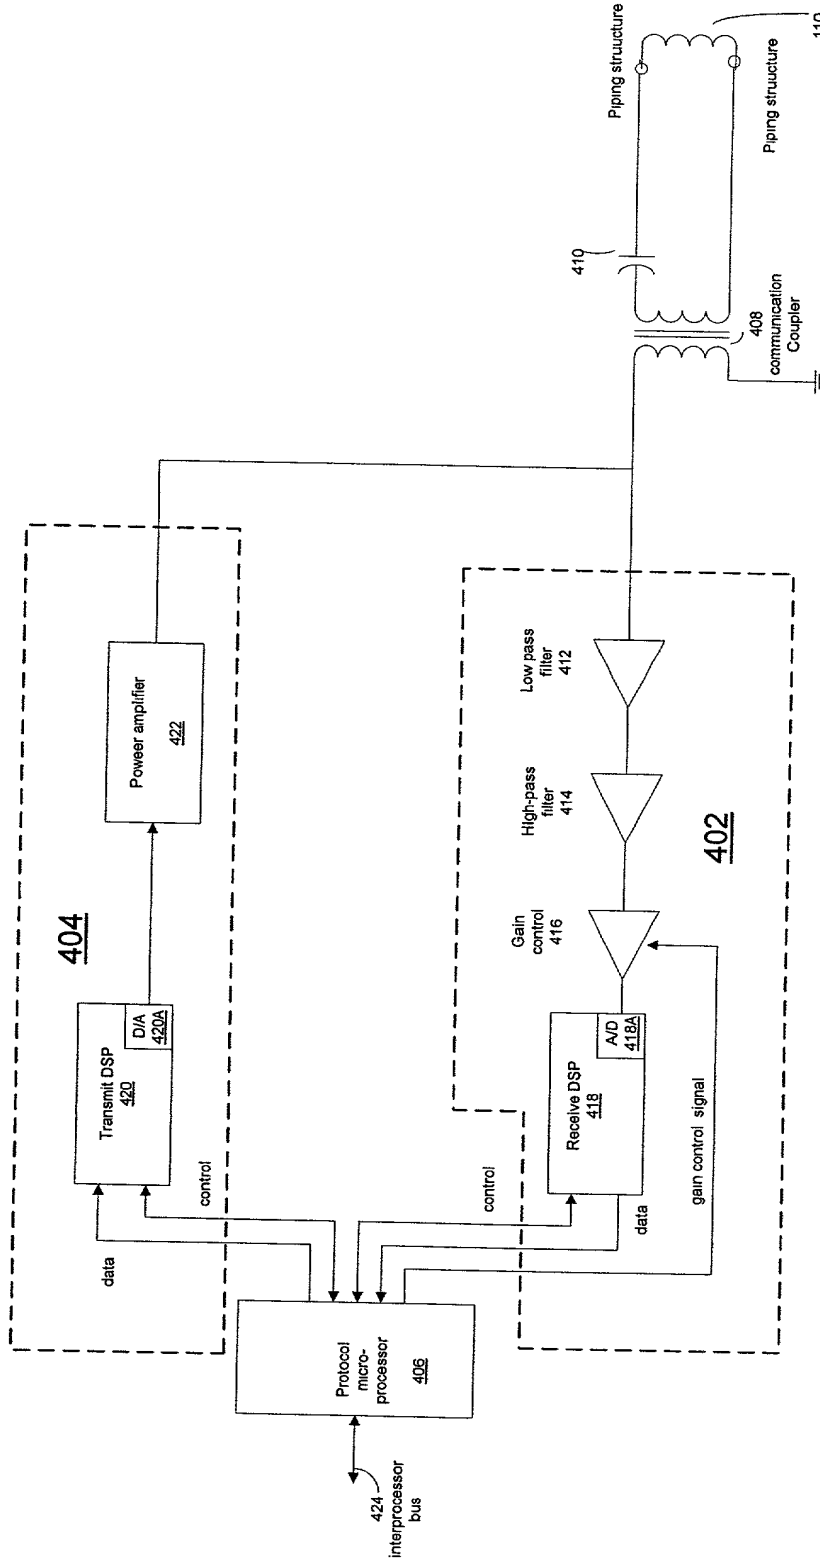 404
Transmit DSP
420
D/A
420A
Poweer amplifier
422
data
control
Protocol
micro-
processor
406
424
interprocessor
bus
control
data
Receive DSP
418
A/D
418A
Gain
control
416
High-pass
filter
414
Low pass
filter
412
402
gain control signal
410
408
communication
Coupler
Piping struucture
Piping struucture
110